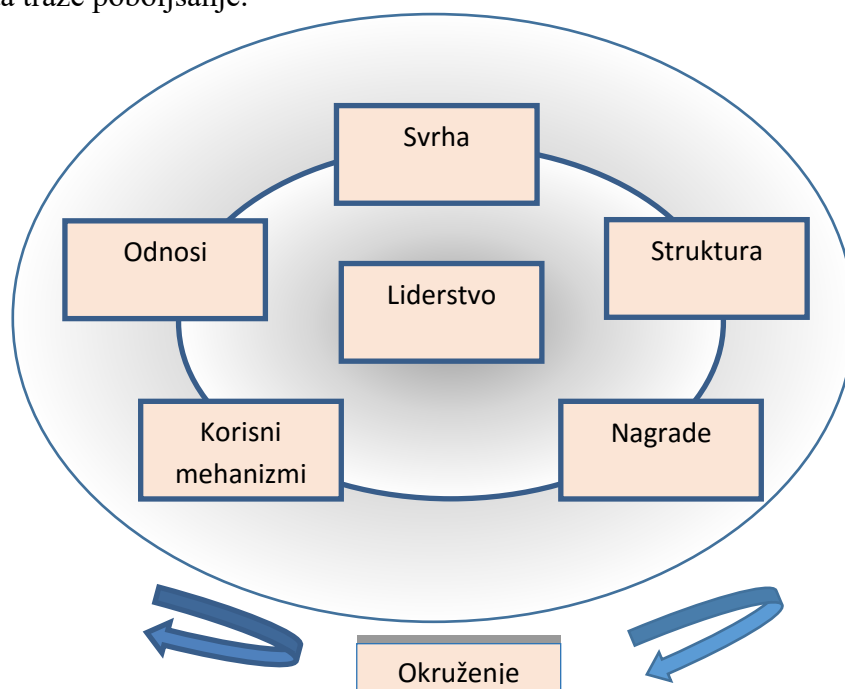 a traže poboljšanje.
Svrha
Odnosi
Struktura
Liderstvo
Korisni
mehanizmi
Nagrade
Okruženje